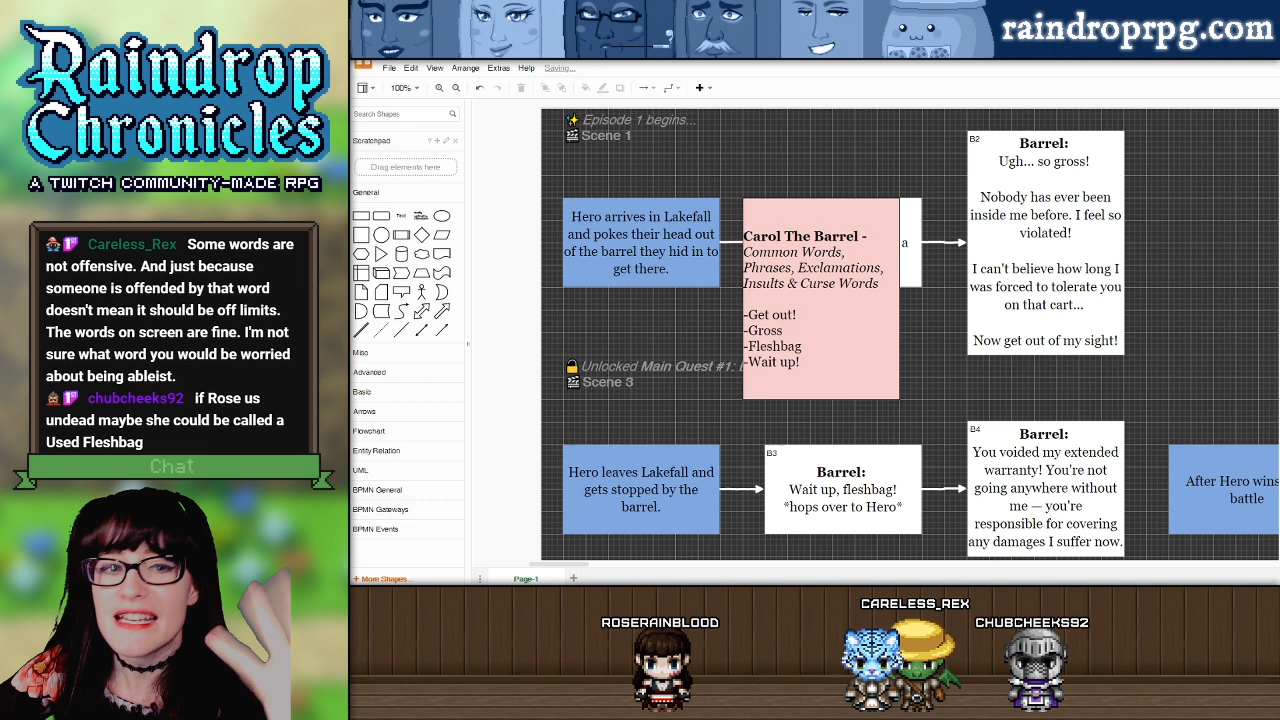 Raindrop
Chronicles
A TWITCH COMMUNITY-MADE RPG
Careless_Rex Some words are
not offensive. And just because
someone is offended by that word
doesn't mean it should be off limits.
The words on screen are fine. I'm not
sure what word you would be worried
about being ableist.
chubcheeks92 if Rose us
undead maybe she could be called a
Used Fleshbag
Chat
raindroprpg.com
File Edit View Arrange Extras Help Saving...
100%
Search Shapes
Scratchpad
Drag elements here
General
Text
Misc
Advanced
Basic
Arrows
Flowchart
Entity Relation
UML
BPMN General
BPMN Gateways
BPMN Events
+ More Shapes...
Page-1
Episode 1 begins...
Scene 1
Hero arrives in Lakefall
and pokes their head out
of the barrel they hid in to
get there.
Carol The Barrel -
Common Words,
Phrases, Exclamations,
Insults & Curse Words
-Get out!
-Gross
-Fleshbag
-Wait up!
a
B2
Barrel:
Ugh... so gross!
Nobody has ever been
inside me before. I feel so
violated!
I can't believe how long I
was forced to tolerate you
on that cart...
Now get out of my sight!
Unlocked Main Quest #1:
Scene 3
Hero leaves Lakefall and
gets stopped by the
barrel.
B3
Barrel:
Wait up, fleshbag!
*hops over to Hero*
B4
Barrel:
You voided my extended
warranty! You're not
going anywhere without
me — you're
responsible for covering
any damages I suffer now.
After Hero wins
battle
ROSERAINBLOOD
CARELESS_REX
CHUBCHEEKS92